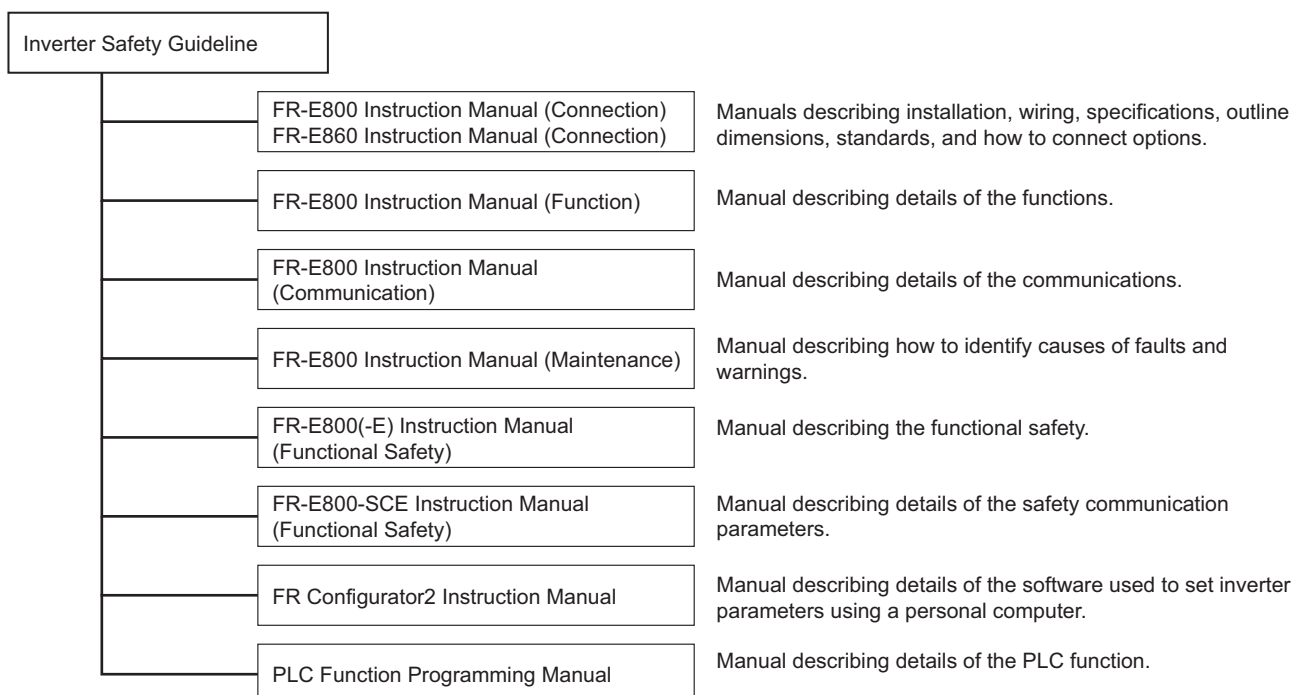 Inverter Safety Guideline
FR-E800 Instruction Manual (Connection)
FR-E860 Instruction Manual (Connection)
Manuals describing installation, wiring, specifications, outline
dimensions, standards, and how to connect options.
FR-E800 Instruction Manual (Function)
Manual describing details of the functions.
FR-E800 Instruction Manual
(Communication)
Manual describing details of the communications.
FR-E800 Instruction Manual (Maintenance)
Manual describing how to identify causes of faults and
warnings.
FR-E800(-E) Instruction Manual
(Functional Safety)
Manual describing the functional safety.
FR-E800-SCE Instruction Manual
(Functional Safety)
Manual describing details of the safety communication
parameters.
FR Configurator2 Instruction Manual
Manual describing details of the software used to set inverter
parameters using a personal computer.
PLC Function Programming Manual
Manual describing details of the PLC function.